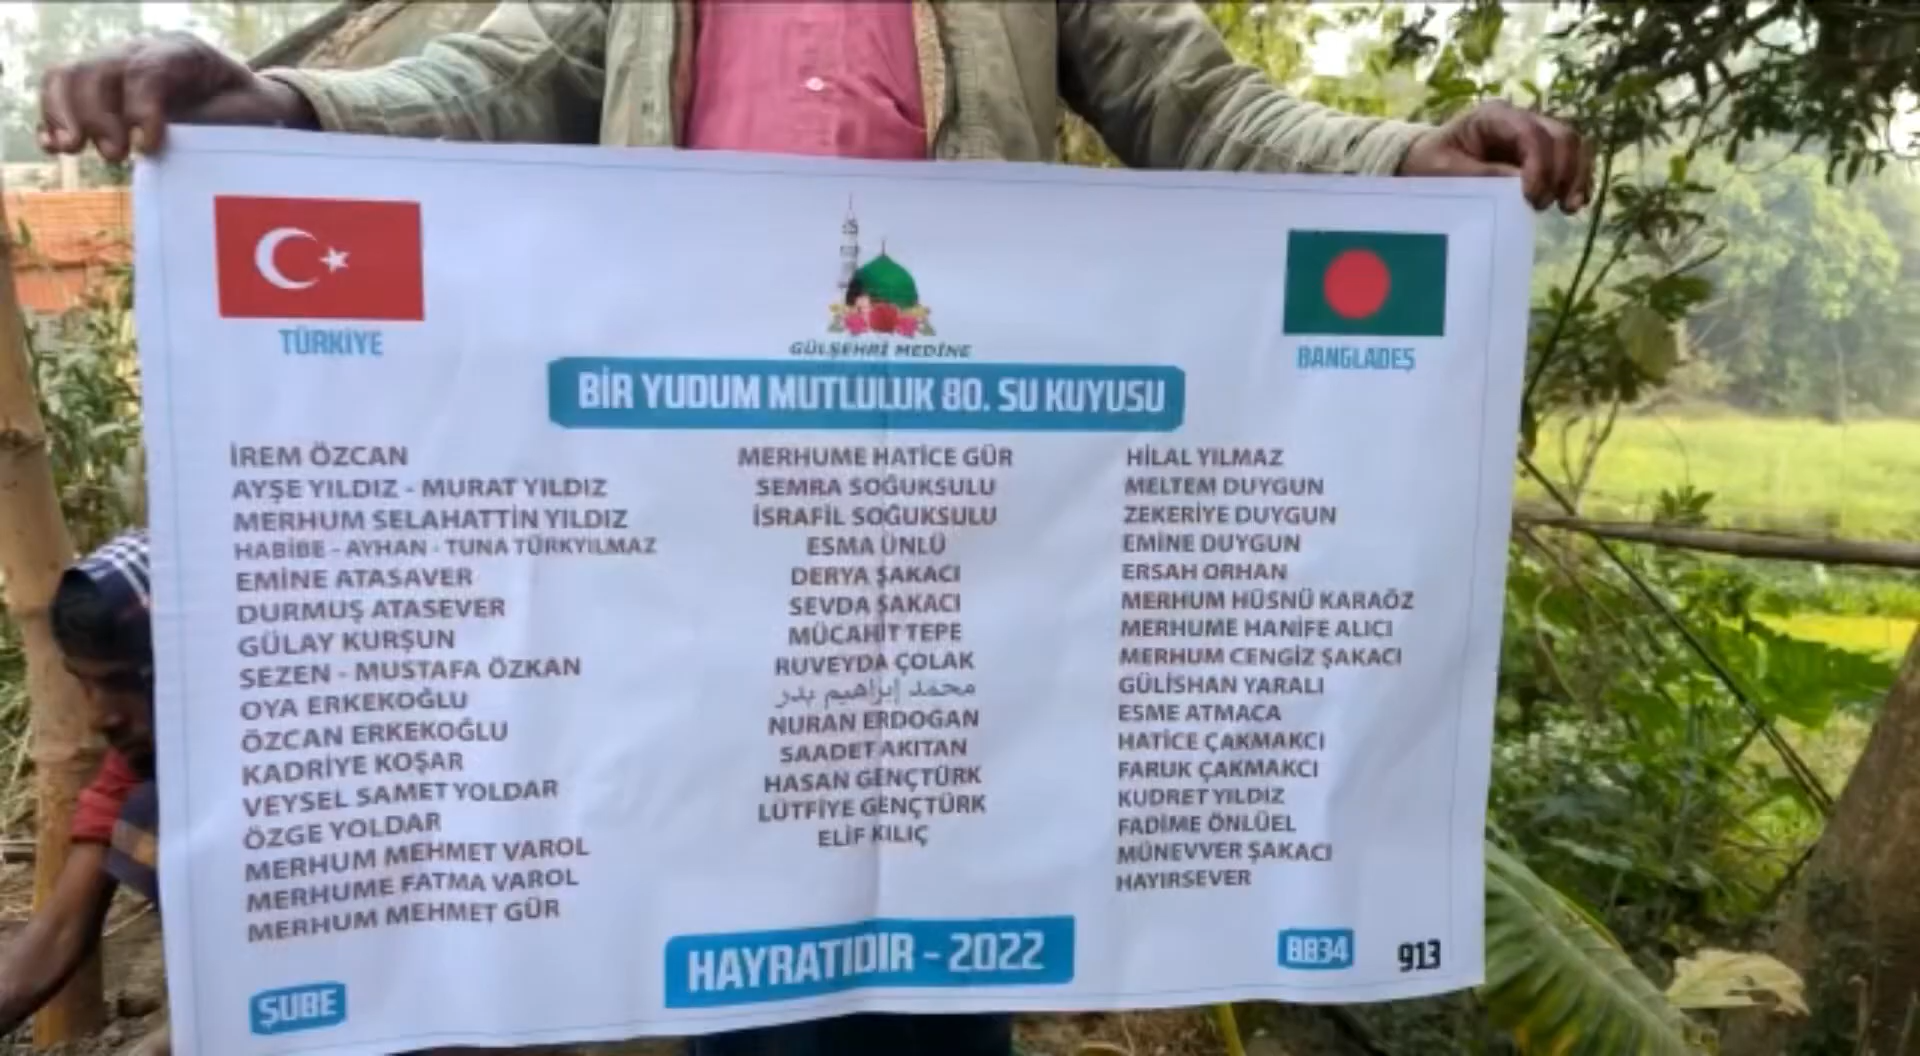 TÜRKİYE
GÜLŞEHRİ MEDİNE
BANGLADEŞ
BİR YUDUM MUTLULUK 80. SU KUYUSU
İREM ÖZCAN
AYŞE YILDIZ - MURAT YILDIZ
MERHUM SELAHATTİN YILDIZ
HABİBE - AYHAN - TUNA TÜRKYILMAZ
EMİNE ATASAVER
DURMUŞ ATASEVER
GÜLAY KURŞUN
SEZEN - MUSTAFA ÖZKAN
OYA ERKEKOĞLU
ÖZCAN ERKEKOĞLU
KADRİYE KOŞAR
VEYSEL SAMET YOLDAR
ÖZGE YOLDAR
MERHUM MEHMET VAROL
MERHUME FATMA VAROL
MERHUM MEHMET GÜR
MERHUME HATİCE GÜR
SEMRA SOĞUKSULU
İSRAFİL SOĞUKSULU
ESMA ÜNLÜ
DERYA ŞAKACI
SEVDA ŞAKACI
MÜCAHİT TEPE
RUVEYDA ÇOLAK
محمد إبراهيم بدر
NURAN ERDOĞAN
SAADET AKITAN
HASAN GENÇTÜRK
LÜTFİYE GENÇTÜRK
ELİF KILIÇ
HİLAL YILMAZ
MELTEM DUYGUN
ZEKERİYE DUYGUN
EMİNE DUYGUN
ERSAH ORHAN
MERHUM HÜSNÜ KARAÖZ
MERHUME HANİFE ALICI
MERHUM CENGİZ ŞAKACI
GÜLİSHAN YARALI
ESME ATMACA
HATİCE ÇAKMAKCI
FARUK ÇAKMAKCI
KUDRET YILDIZ
FADİME ÖNLÜEL
MÜNEVVER ŞAKACI
HAYIRSEVER
ŞUBE
HAYRATIDIR - 2022
8834
913